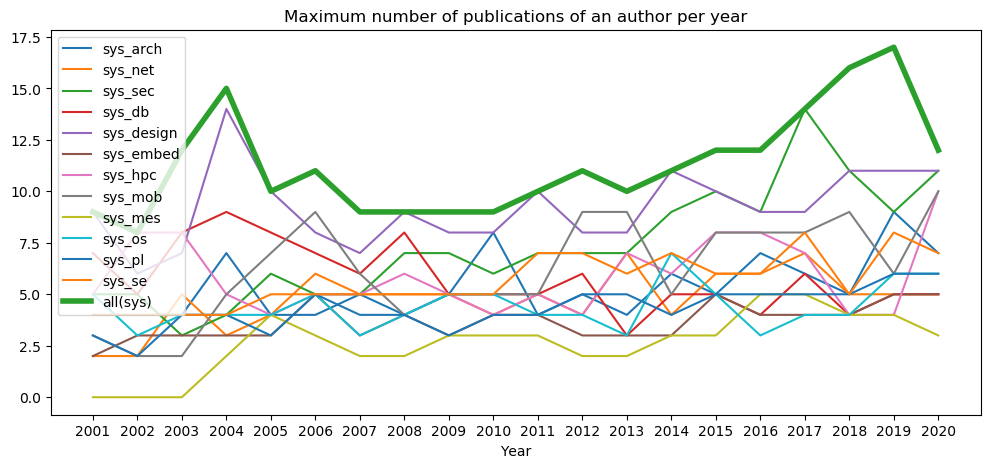 Maximum number of publications of an author per year
17.5
15.0
12.5
10.0
7.5
5.0
2.5
0.0
sys_arch
sys_net
sys_sec
sys_db
sys_design
sys_embed
sys_hpc
sys_mob
sys_mes
sys_os
sys_pl
sys_se
all(sys)
2001 2002 2003 2004 2005 2006 2007 2008 2009 2010 2011 2012 2013 2014 2015 2016 2017 2018 2019 2020
Year